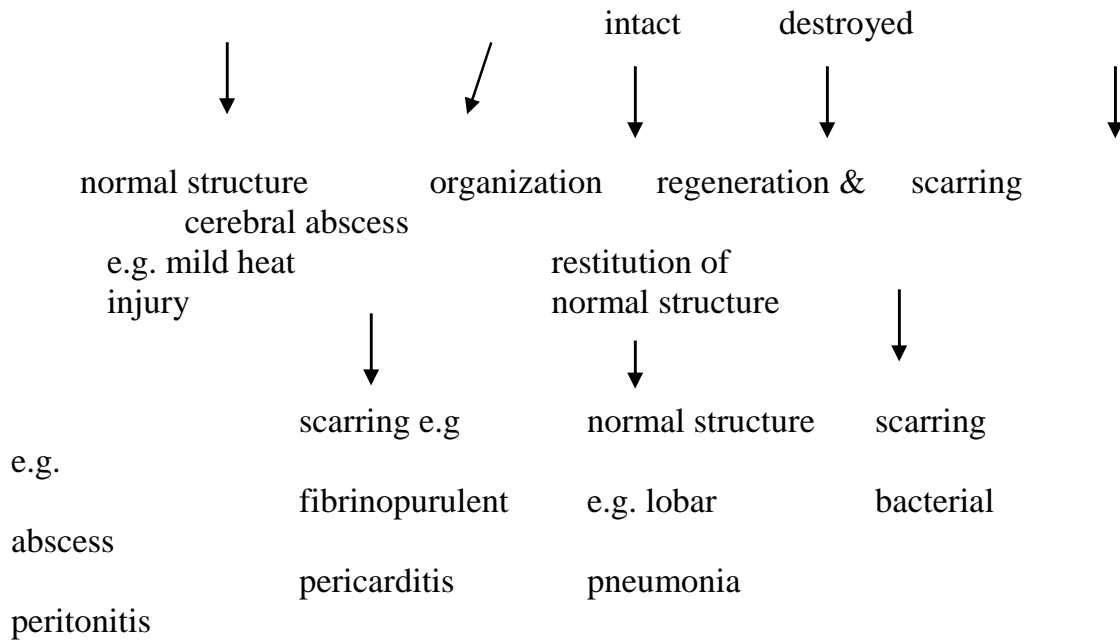 intact destroyed
normal structure organization regeneration & scarring
cerebral abscess
e.g. mild heat restitution of
injury normal structure
scarring e.g normal structure scarring
e.g.
fibrinopurulent e.g. lobar bacterial
abscess
pericarditis pneumonia
peritonitis